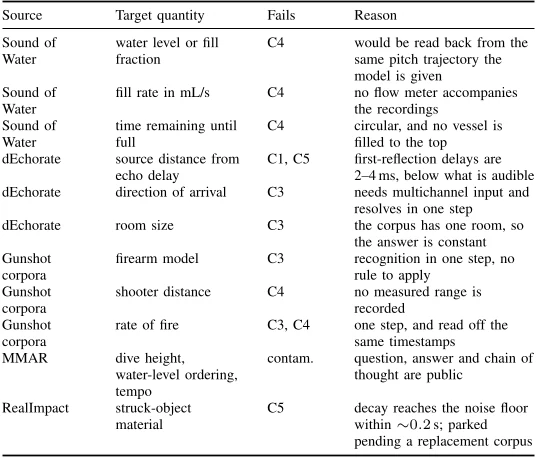 Source Target quantity Fails Reason
Sound of Water water level or fill fraction C4 would be read back from the same pitch trajectory the model is given
Sound of Water fill rate in mL/s C4 no flow meter accompanies the recordings
Sound of Water time remaining until full C4 circular, and no vessel is filled to the top
dEchorate source distance from echo delay C1, C5 first-reflection delays are 2–4 ms, below what is audible
dEchorate direction of arrival C3 needs multichannel input and resolves in one step
dEchorate room size C3 the corpus has one room, so the answer is constant
Gunshot corpora firearm model C3 recognition in one step, no rule to apply
Gunshot corpora shooter distance C4 no measured range is recorded
Gunshot corpora rate of fire C3, C4 one step, and read off the same timestamps
MMAR dive height, water-level ordering, tempo contam. question, answer and chain of thought are public
RealImpact struck-object material C5 decay reaches the noise floor within ∼0.2 s; parked pending a replacement corpus